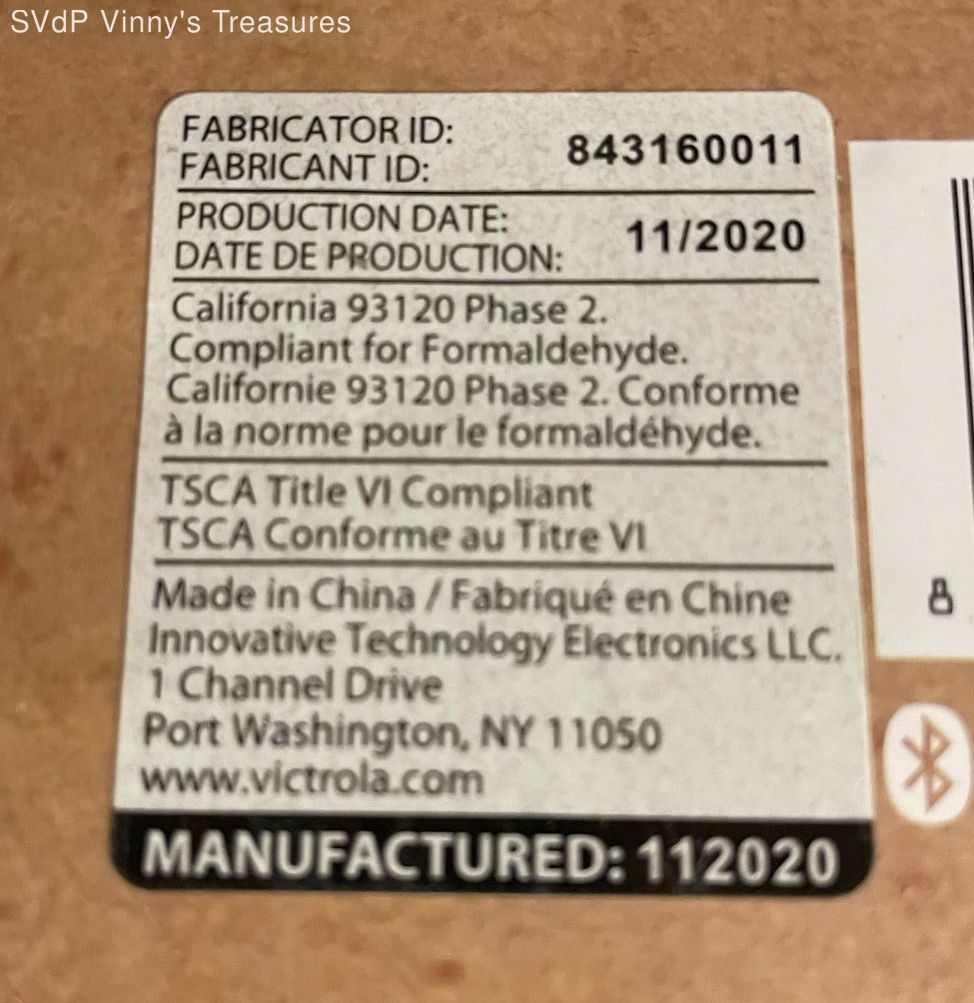 SVdP Vinny's Treasures
FABRICATOR ID:
FABRICANT ID:
843160011
PRODUCTION DATE:
DATE DE PRODUCTION:
11/2020
California 93120 Phase 2.
Compliant for Formaldehyde.
Californie 93120 Phase 2. Conforme
à la norme pour le formaldéhyde.
TSCA Title VI Compliant
TSCA Conforme au Titre VI
Made in China / Fabriqué en Chine
Innovative Technology Electronics LLC.
1 Channel Drive
Port Washington, NY 11050
www.victrola.com
MANUFACTURED: 112020
8